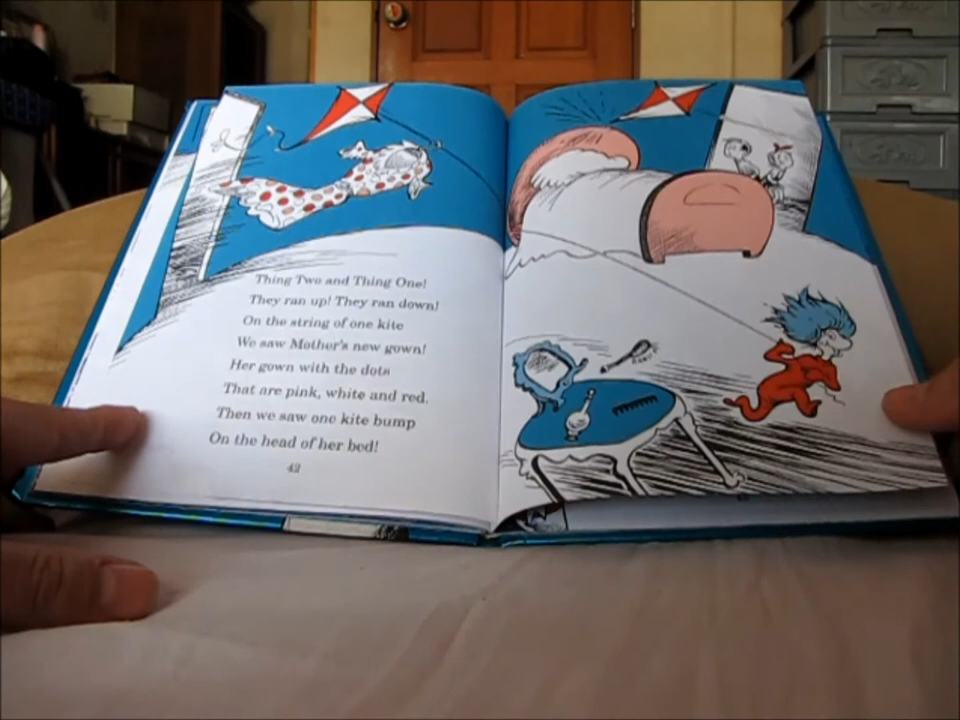 Thing Two and Thing One!
They ran up! They ran down!
On the string of one kite
We saw Mother's new gown!
Her gown with the dots
That are pink, white and red.
Then we saw one kite bump
On the head of her bed!
42